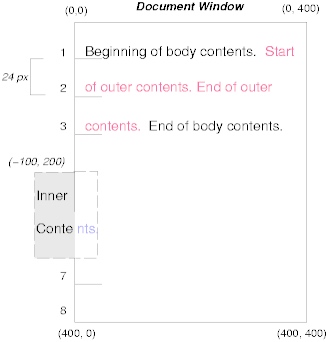 Document Window
(0,0) (0, 400)
1 Beginning of body contents. Start
24 px
2 of outer contents. End of outer
3 contents. End of body contents.
(−100, 200)
Inner
Contents
7
8
(400, 0) (400, 400)